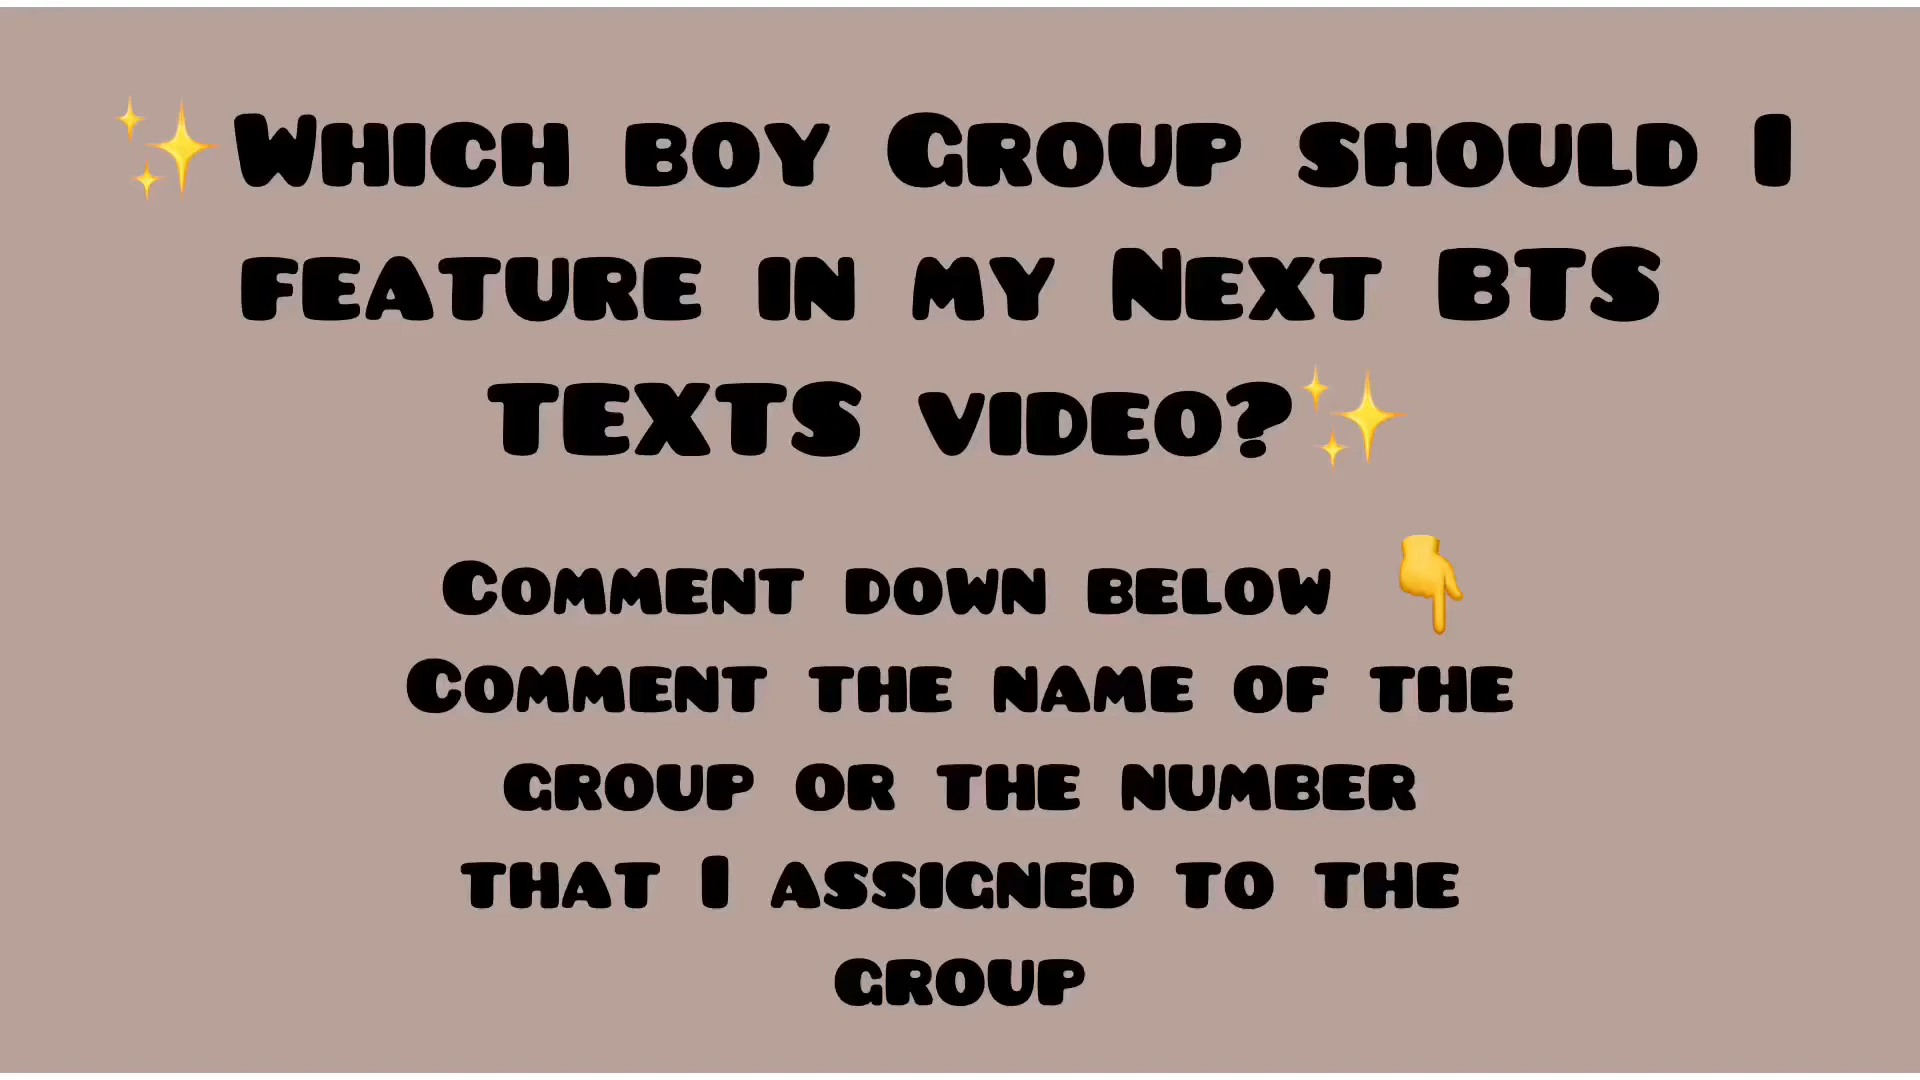 ✨Which boy Group should I
feature in my Next BTS
TEXTS video?✨
Comment down below 👇
Comment the name of the
group or the number
that I assigned to the
group